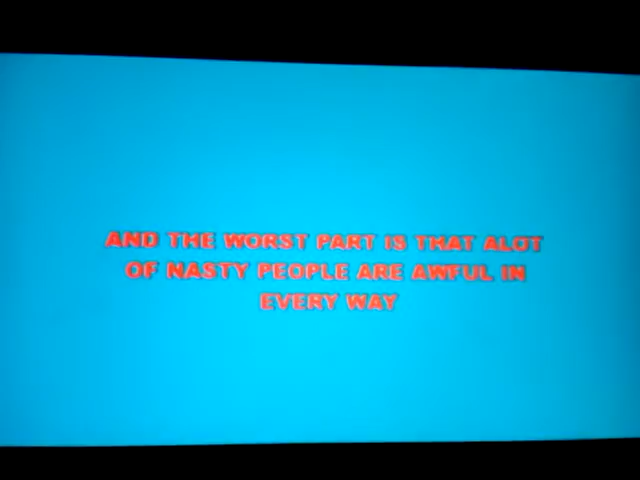 AND THE WORST PART IS THAT ALOT
OF NASTY PEOPLE ARE AWFUL IN
EVERY WAY